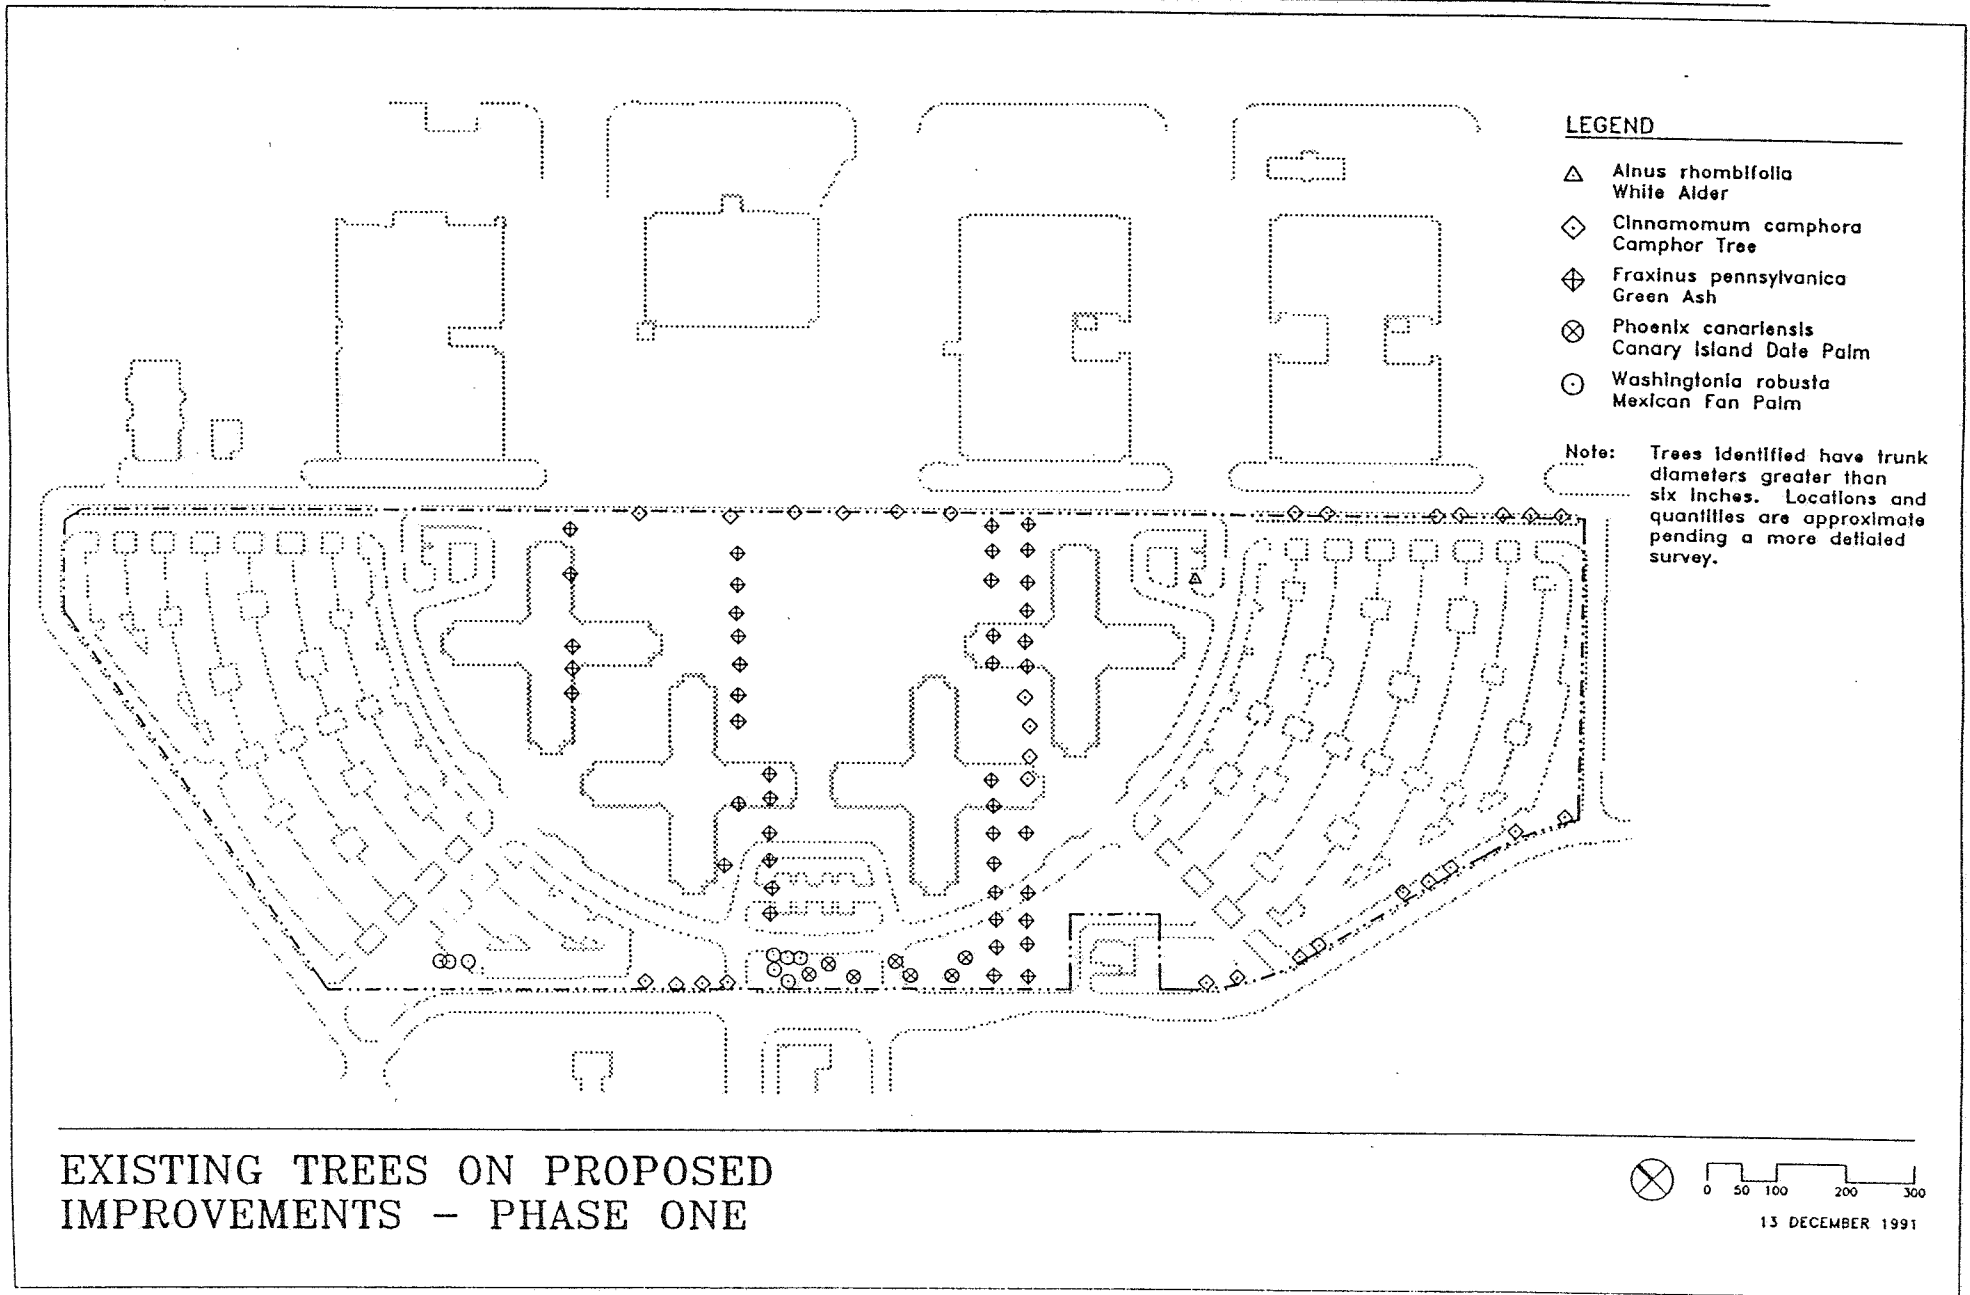 LEGEND
Alnus rhombifolia
White Alder
Cinnamomum camphora
Camphor Tree
Fraxinus pennsylvanica
Green Ash
Phoenix canariensis
Canary Island Date Palm
Washingtonia robusta
Mexican Fan Palm
Note: Trees identified have trunk
diameters greater than
six inches. Locations and
quantities are approximate
pending a more detialed
survey.
EXISTING TREES ON PROPOSED
IMPROVEMENTS - PHASE ONE
0 50 100 200 300
13 DECEMBER 1991